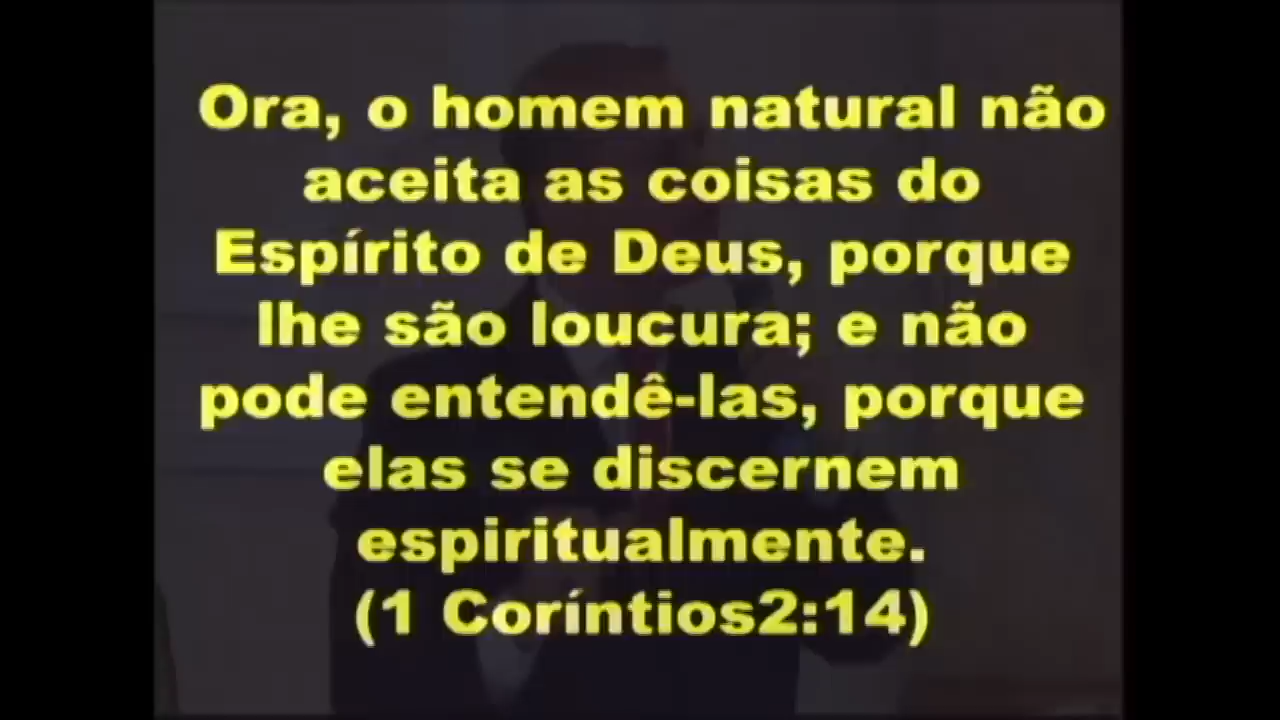 Ora, o homem natural não
aceita as coisas do
Espírito de Deus, porque
lhe são loucura; e não
pode entendê-las, porque
elas se discernem
espiritualmente.
(1 Coríntios2:14)